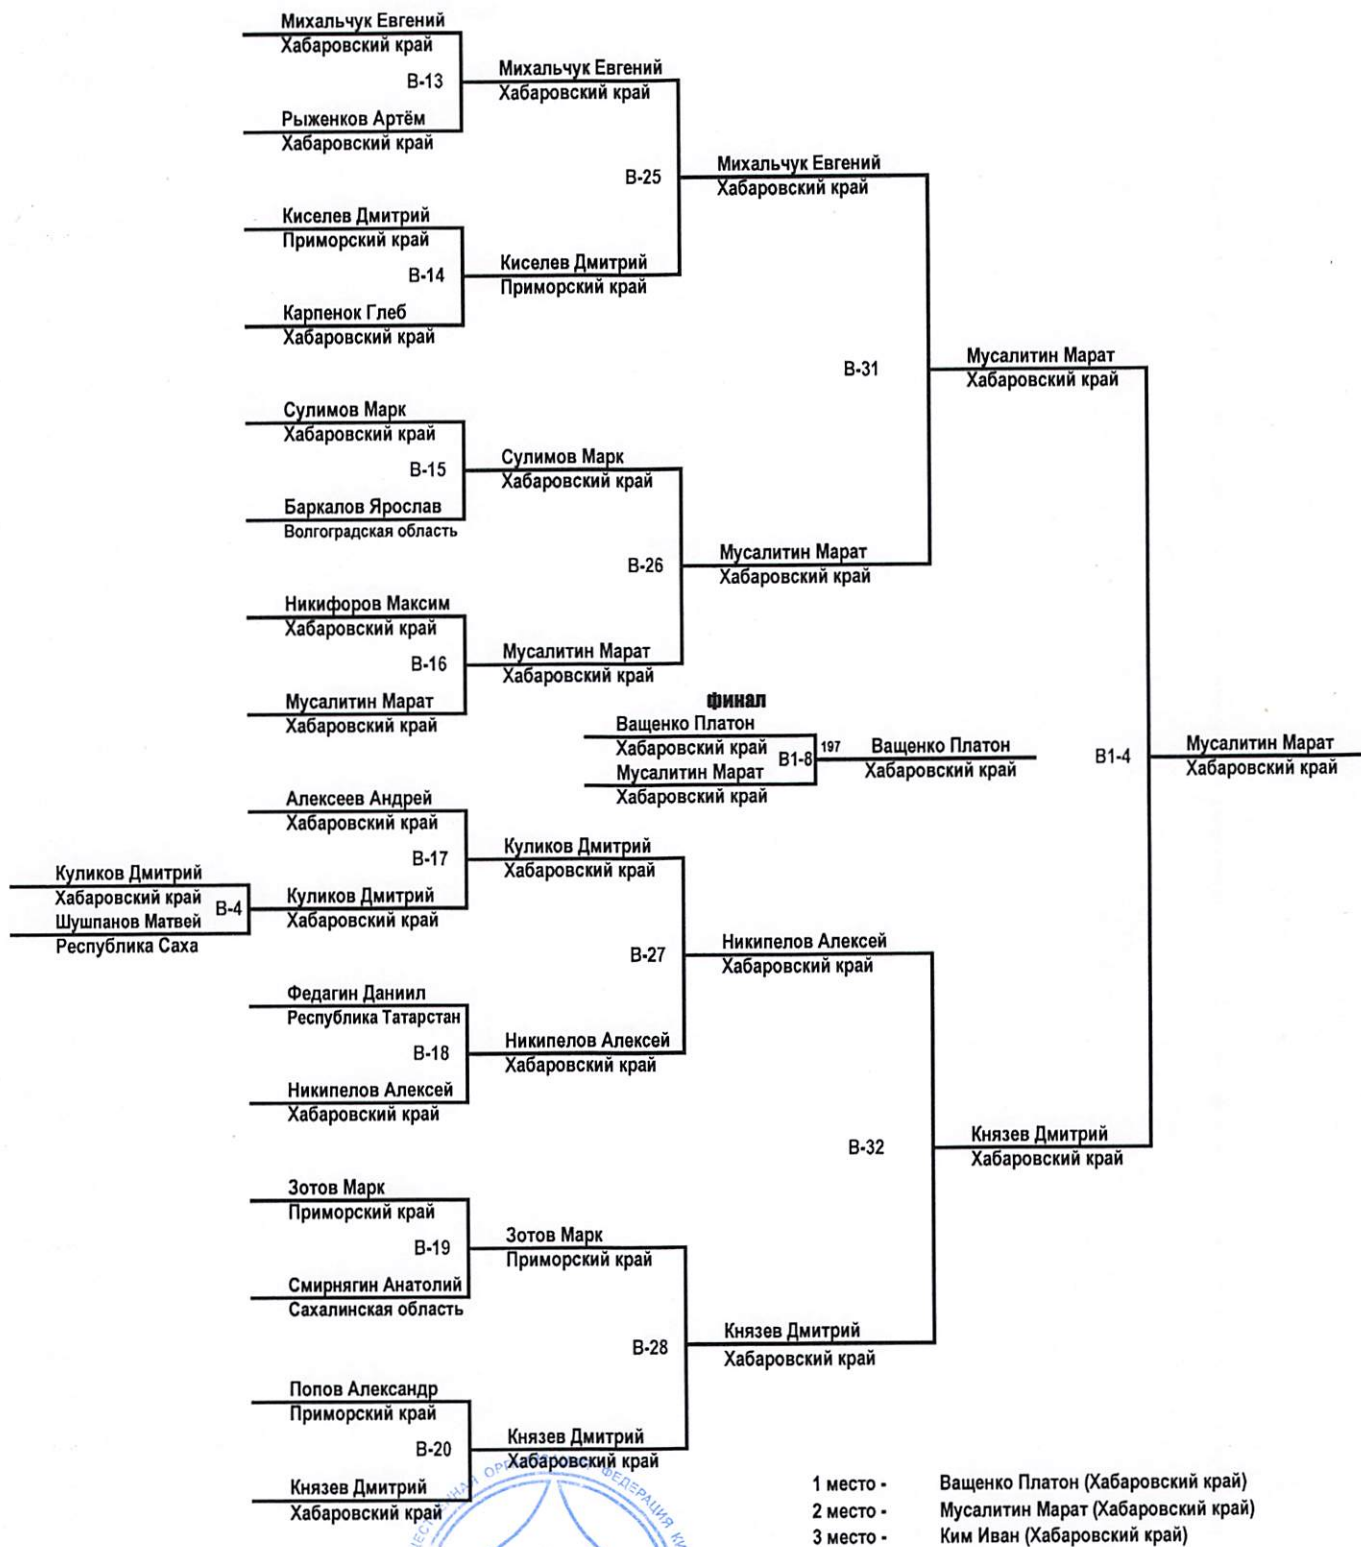 Михальчук Евгений
Хабаровский край
В-13
Рыженков Артём
Хабаровский край
Михальчук Евгений
Хабаровский край
В-25
Киселев Дмитрий
Приморский край
В-14
Карпенок Глеб
Хабаровский край
Киселев Дмитрий
Приморский край
Михальчук Евгений
Хабаровский край
В-31
Сулимов Марк
Хабаровский край
В-15
Баркалов Ярослав
Волгоградская область
Сулимов Марк
Хабаровский край
В-26
Никифоров Максим
Хабаровский край
В-16
Мусалитин Марат
Хабаровский край
Мусалитин Марат
Хабаровский край
Мусалитин Марат
Хабаровский край
Мусалитин Марат
Хабаровский край
финал
Ващенко Платон
Хабаровский край
В1-8
197
Мусалитин Марат
Хабаровский край
Ващенко Платон
Хабаровский край
В1-4
Мусалитин Марат
Хабаровский край
Куликов Дмитрий
Хабаровский край
В-4
Шушпанов Матвей
Республика Саха
Алексеев Андрей
Хабаровский край
В-17
Куликов Дмитрий
Хабаровский край
Куликов Дмитрий
Хабаровский край
В-27
Федагин Даниил
Республика Татарстан
В-18
Никипелов Алексей
Хабаровский край
Никипелов Алексей
Хабаровский край
Никипелов Алексей
Хабаровский край
В-32
Князев Дмитрий
Хабаровский край
Зотов Марк
Приморский край
В-19
Смирнягин Анатолий
Сахалинская область
Зотов Марк
Приморский край
В-28
Князев Дмитрий
Хабаровский край
Попов Александр
Приморский край
В-20
Князев Дмитрий
Хабаровский край
Князев Дмитрий
Хабаровский край
ФЕДЕРАЦИЯ
1 место - Ващенко Платон (Хабаровский край)
2 место - Мусалитин Марат (Хабаровский край)
3 место - Ким Иван (Хабаровский край)